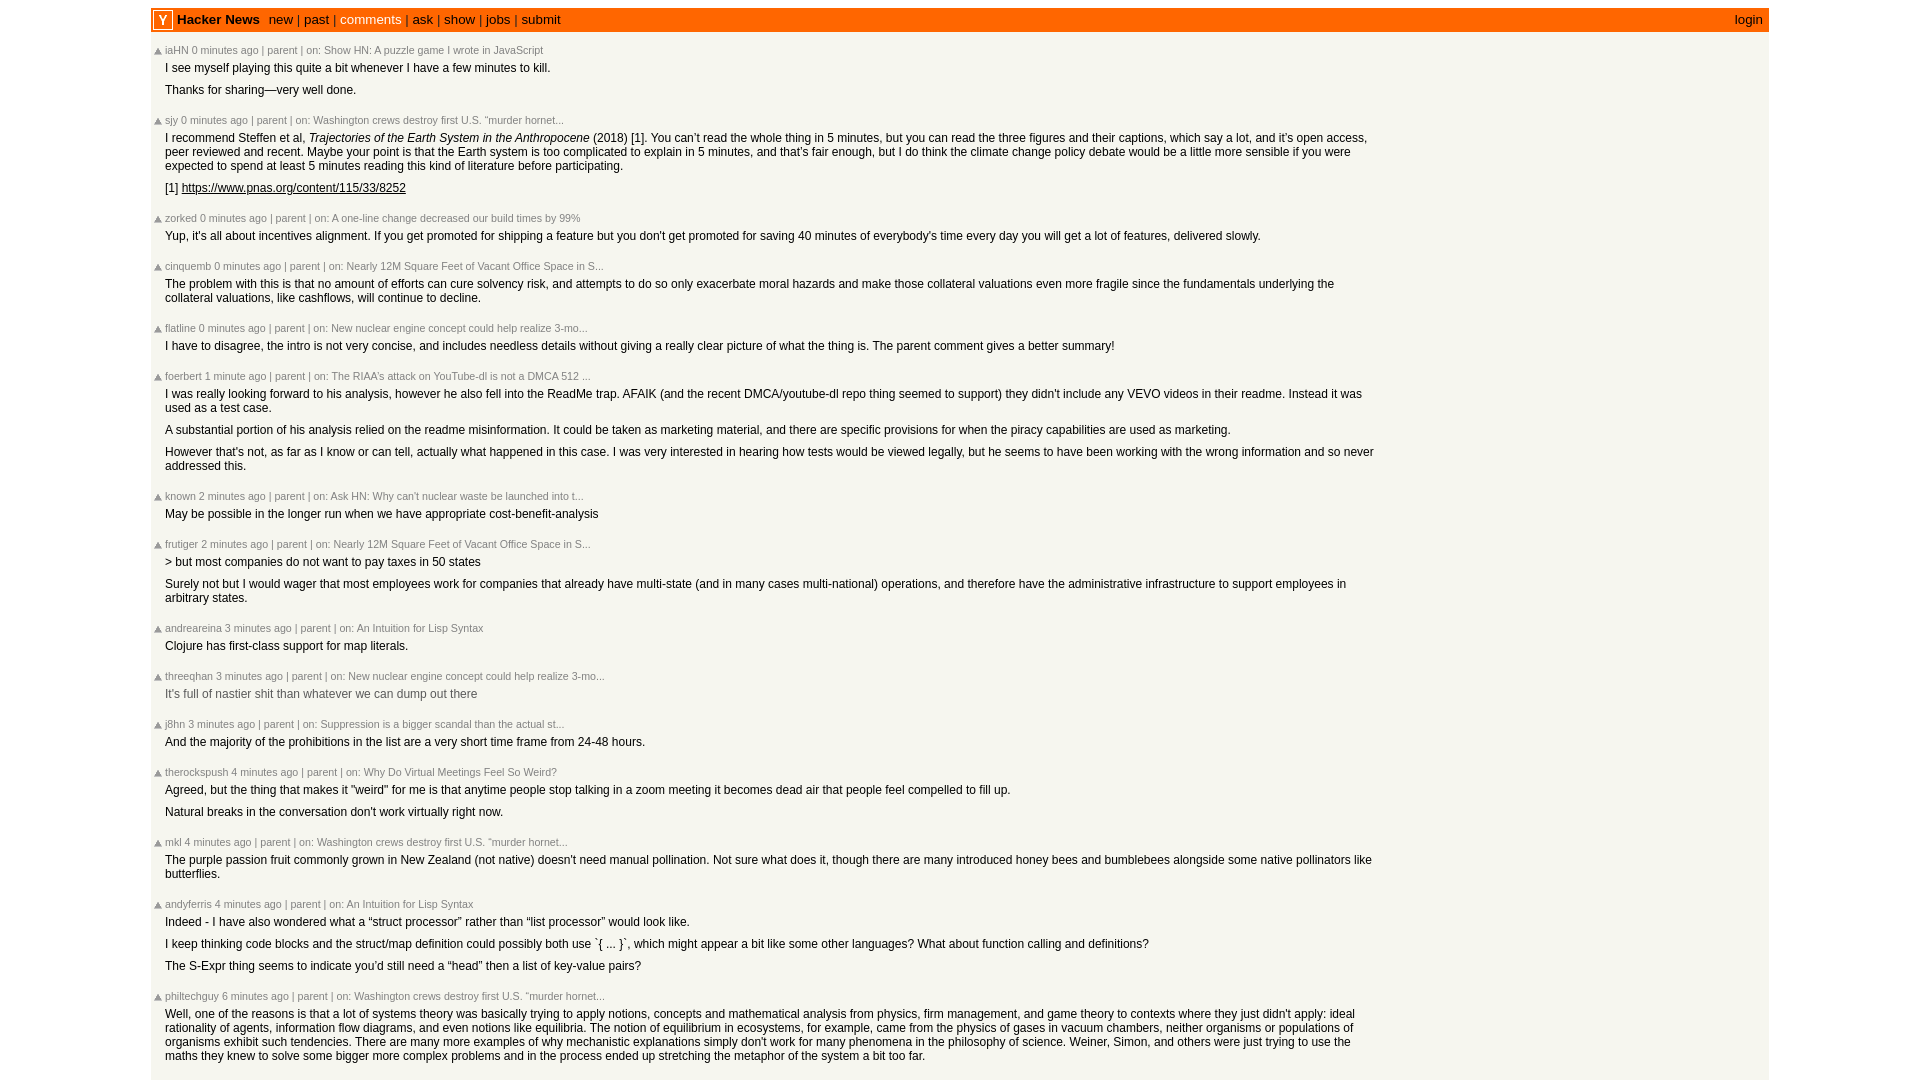 Y Hacker News new | past | comments | ask | show | jobs | submit login
iaHN 0 minutes ago | parent | on: Show HN: A puzzle game I wrote in JavaScript
I see myself playing this quite a bit whenever I have a few minutes to kill.
Thanks for sharing—very well done.
sjy 0 minutes ago | parent | on: Washington crews destroy first U.S. “murder hornet...
I recommend Steffen et al, Trajectories of the Earth System in the Anthropocene (2018) [1]. You can’t read the whole thing in 5 minutes, but you can read the three figures and their captions, which say a lot, and it’s open access,
peer reviewed and recent. Maybe your point is that the Earth system is too complicated to explain in 5 minutes, and that’s fair enough, but I do think the climate change policy debate would be a little more sensible if you were
expected to spend at least 5 minutes reading this kind of literature before participating.
[1] https://www.pnas.org/content/115/33/8252
zorked 0 minutes ago | parent | on: A one-line change decreased our build times by 99%
Yup, it's all about incentives alignment. If you get promoted for shipping a feature but you don't get promoted for saving 40 minutes of everybody's time every day you will get a lot of features, delivered slowly.
cinquemb 0 minutes ago | parent | on: Nearly 12M Square Feet of Vacant Office Space in S...
The problem with this is that no amount of efforts can cure solvency risk, and attempts to do so only exacerbate moral hazards and make those collateral valuations even more fragile since the fundamentals underlying the
collateral valuations, like cashflows, will continue to decline.
flatline 0 minutes ago | parent | on: New nuclear engine concept could help realize 3-mo...
I have to disagree, the intro is not very concise, and includes needless details without giving a really clear picture of what the thing is. The parent comment gives a better summary!
foerbert 1 minute ago | parent | on: The RIAA’s attack on YouTube-dl is not a DMCA 512 ...
I was really looking forward to his analysis, however he also fell into the ReadMe trap. AFAIK (and the recent DMCA/youtube-dl repo thing seemed to support) they didn't include any VEVO videos in their readme. Instead it was
used as a test case.
A substantial portion of his analysis relied on the readme misinformation. It could be taken as marketing material, and there are specific provisions for when the piracy capabilities are used as marketing.
However that's not, as far as I know or can tell, actually what happened in this case. I was very interested in hearing how tests would be viewed legally, but he seems to have been working with the wrong information and so never
addressed this.
known 2 minutes ago | parent | on: Ask HN: Why can't nuclear waste be launched into t...
May be possible in the longer run when we have appropriate cost-benefit-analysis
frutiger 2 minutes ago | parent | on: Nearly 12M Square Feet of Vacant Office Space in S...
> but most companies do not want to pay taxes in 50 states
Surely not but I would wager that most employees work for companies that already have multi-state (and in many cases multi-national) operations, and therefore have the administrative infrastructure to support employees in
arbitrary states.
andreareina 3 minutes ago | parent | on: An Intuition for Lisp Syntax
Clojure has first-class support for map literals.
threeqhan 3 minutes ago | parent | on: New nuclear engine concept could help realize 3-mo...
It's full of nastier shit than whatever we can dump out there
j8hn 3 minutes ago | parent | on: Suppression is a bigger scandal than the actual st...
And the majority of the prohibitions in the list are a very short time frame from 24-48 hours.
therockspush 4 minutes ago | parent | on: Why Do Virtual Meetings Feel So Weird?
Agreed, but the thing that makes it "weird" for me is that anytime people stop talking in a zoom meeting it becomes dead air that people feel compelled to fill up.
Natural breaks in the conversation don't work virtually right now.
mkl 4 minutes ago | parent | on: Washington crews destroy first U.S. “murder hornet...
The purple passion fruit commonly grown in New Zealand (not native) doesn't need manual pollination. Not sure what does it, though there are many introduced honey bees and bumblebees alongside some native pollinators like
butterflies.
andyferris 4 minutes ago | parent | on: An Intuition for Lisp Syntax
Indeed - I have also wondered what a “struct processor” rather than “list processor” would look like.
I keep thinking code blocks and the struct/map definition could possibly both use `{ ... }`, which might appear a bit like some other languages? What about function calling and definitions?
The S-Expr thing seems to indicate you’d still need a “head” then a list of key-value pairs?
philtechguy 6 minutes ago | parent | on: Washington crews destroy first U.S. “murder hornet...
Well, one of the reasons is that a lot of systems theory was basically trying to apply notions, concepts and mathematical analysis from physics, firm management, and game theory to contexts where they just didn't apply: ideal
rationality of agents, information flow diagrams, and even notions like equilibria. The notion of equilibrium in ecosystems, for example, came from the physics of gases in vacuum chambers, neither organisms or populations of
organisms exhibit such tendencies. There are many more examples of why mechanistic explanations simply don't work for many phenomena in the philosophy of science. Weiner, Simon, and others were just trying to use the
maths they knew to solve some bigger more complex problems and in the process ended up stretching the metaphor of the system a bit too far.